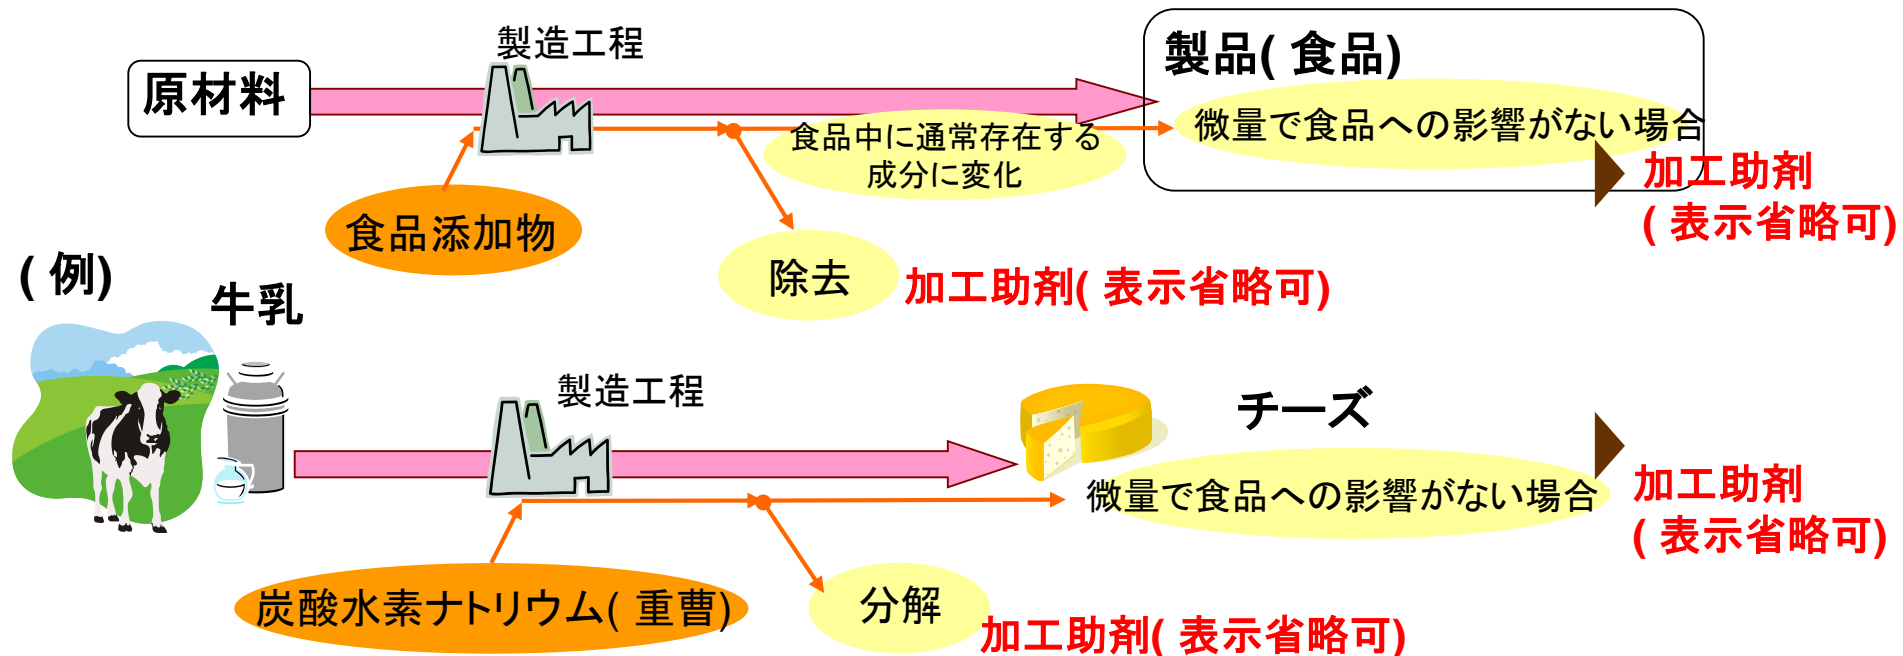 製造工程
原材料
製品( 食品)
食品中に通常存在する
成分に変化
微量で食品への影響がない場合
加工助剤
( 表示省略可)
食品添加物
除去
加工助剤( 表示省略可)
( 例)
牛乳
製造工程
チーズ
微量で食品への影響がない場合
加工助剤
( 表示省略可)
炭酸水素ナトリウム( 重曹)
分解
加工助剤( 表示省略可)